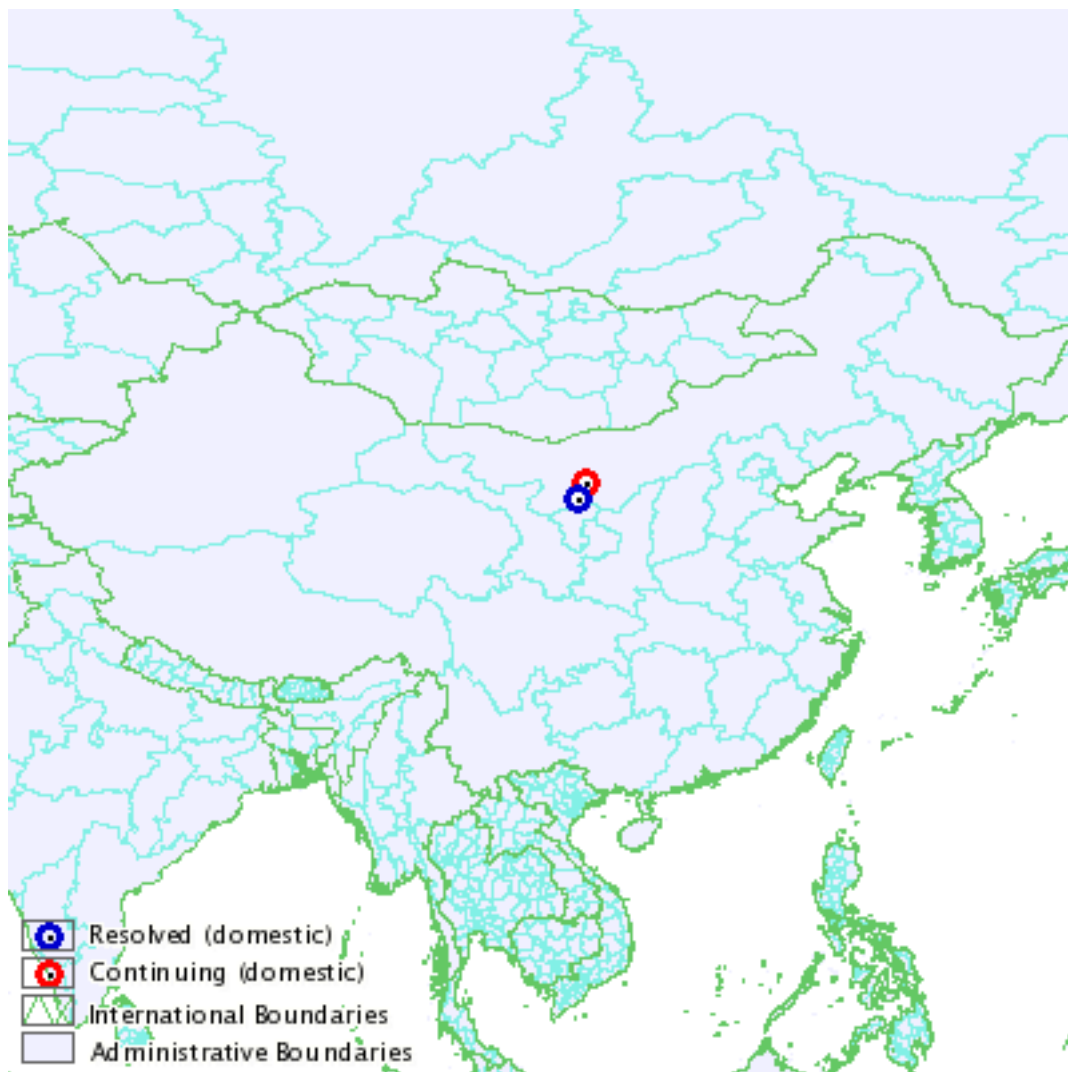 Resolved (domestic)
Continuing (domestic)
International Boundaries
Administrative Boundaries